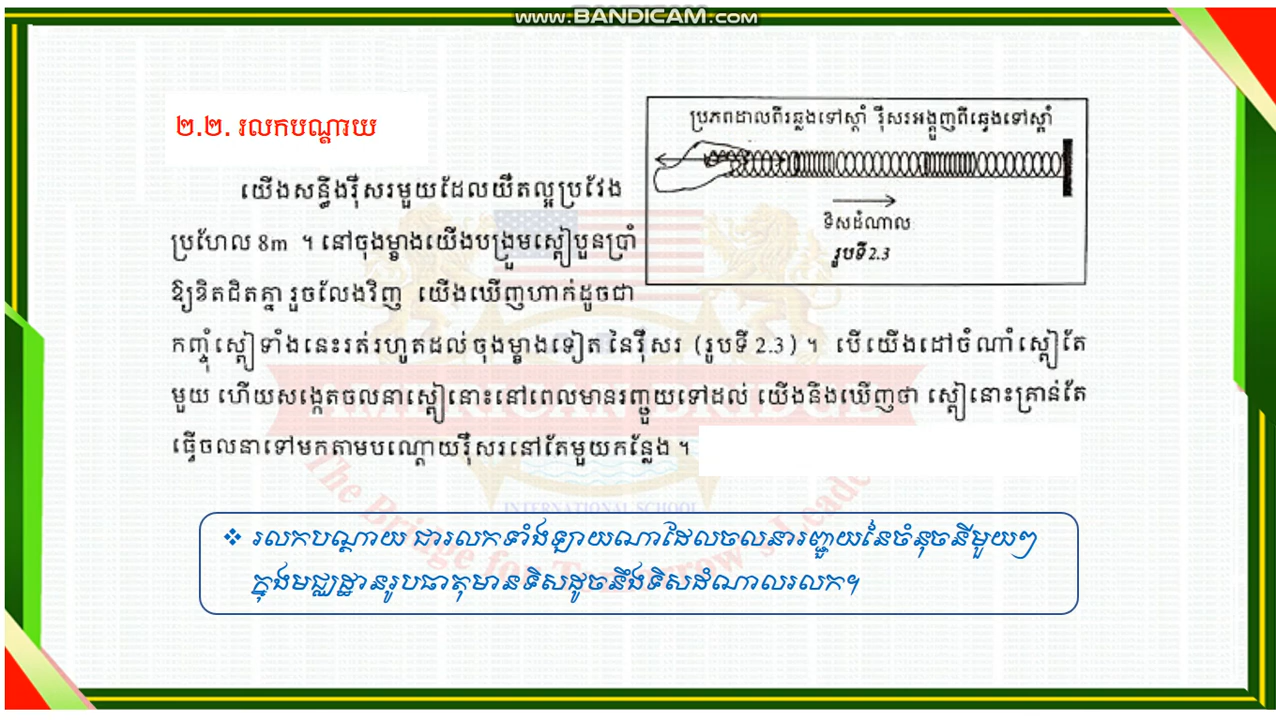 www.BANDICAM.com
២.២. រលកបណ្តាយ
ប្រភពដាលពីរឆ្លងទៅស្តាំ រ៉ឺសរអង្គួញពីឆ្វេងទៅស្តាំ
ទិសដំណាល
រូបទី2.3
យើងសន្ធឹងរ៉ឺសរមួយដែលយឺតល្អប្រវែង
ប្រហែល 8m ។ នៅចុងម្ខាងយើងបង្រួមស្ពៀបួនប្រាំ
ឱ្យខិតជិតគ្នា រួចលែងវិញ យើងឃើញហាក់ដូចជា
កញ្ចុំស្ពៀទាំងនេះរត់រហូតដល់ចុងម្ខាងទៀតនៃរ៉ឺសរ (រូបទី 2.3) ។ បើយើងដៅចំណាំស្ពៀតែ
មួយ ហើយសង្កេតចលនាស្ពៀនោះនៅពេលមានរញ្ជួយទៅដល់ យើងនិងឃើញថា ស្ពៀនោះគ្រាន់តែ
ធ្វើចលនាទៅមកតាមបណ្តោយរ៉ឺសរនៅតែមួយកន្លែង ។
AMERICAN BRIDGE
INTERNATIONAL SCHOOL
The Bridge for Tomorrow's Leaders
❖ រលកបណ្តាយ ជារលកទាំងឡាយណាដែលចលនារញ្ជួយនៃចំនុចនីមួយៗ
ក្នុងមជ្ឈដ្ឋានរូបធាតុមានទិសដូចនឹងទិសដំណាលរលក។